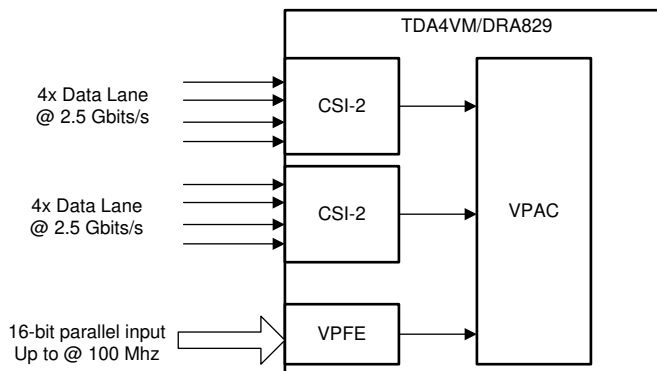 TDA4VM/DRA829
4x Data Lane
@ 2.5 Gbits/s
CSI-2
4x Data Lane
@ 2.5 Gbits/s
CSI-2
VPAC
16-bit parallel input
Up to @ 100 Mhz
VPFE